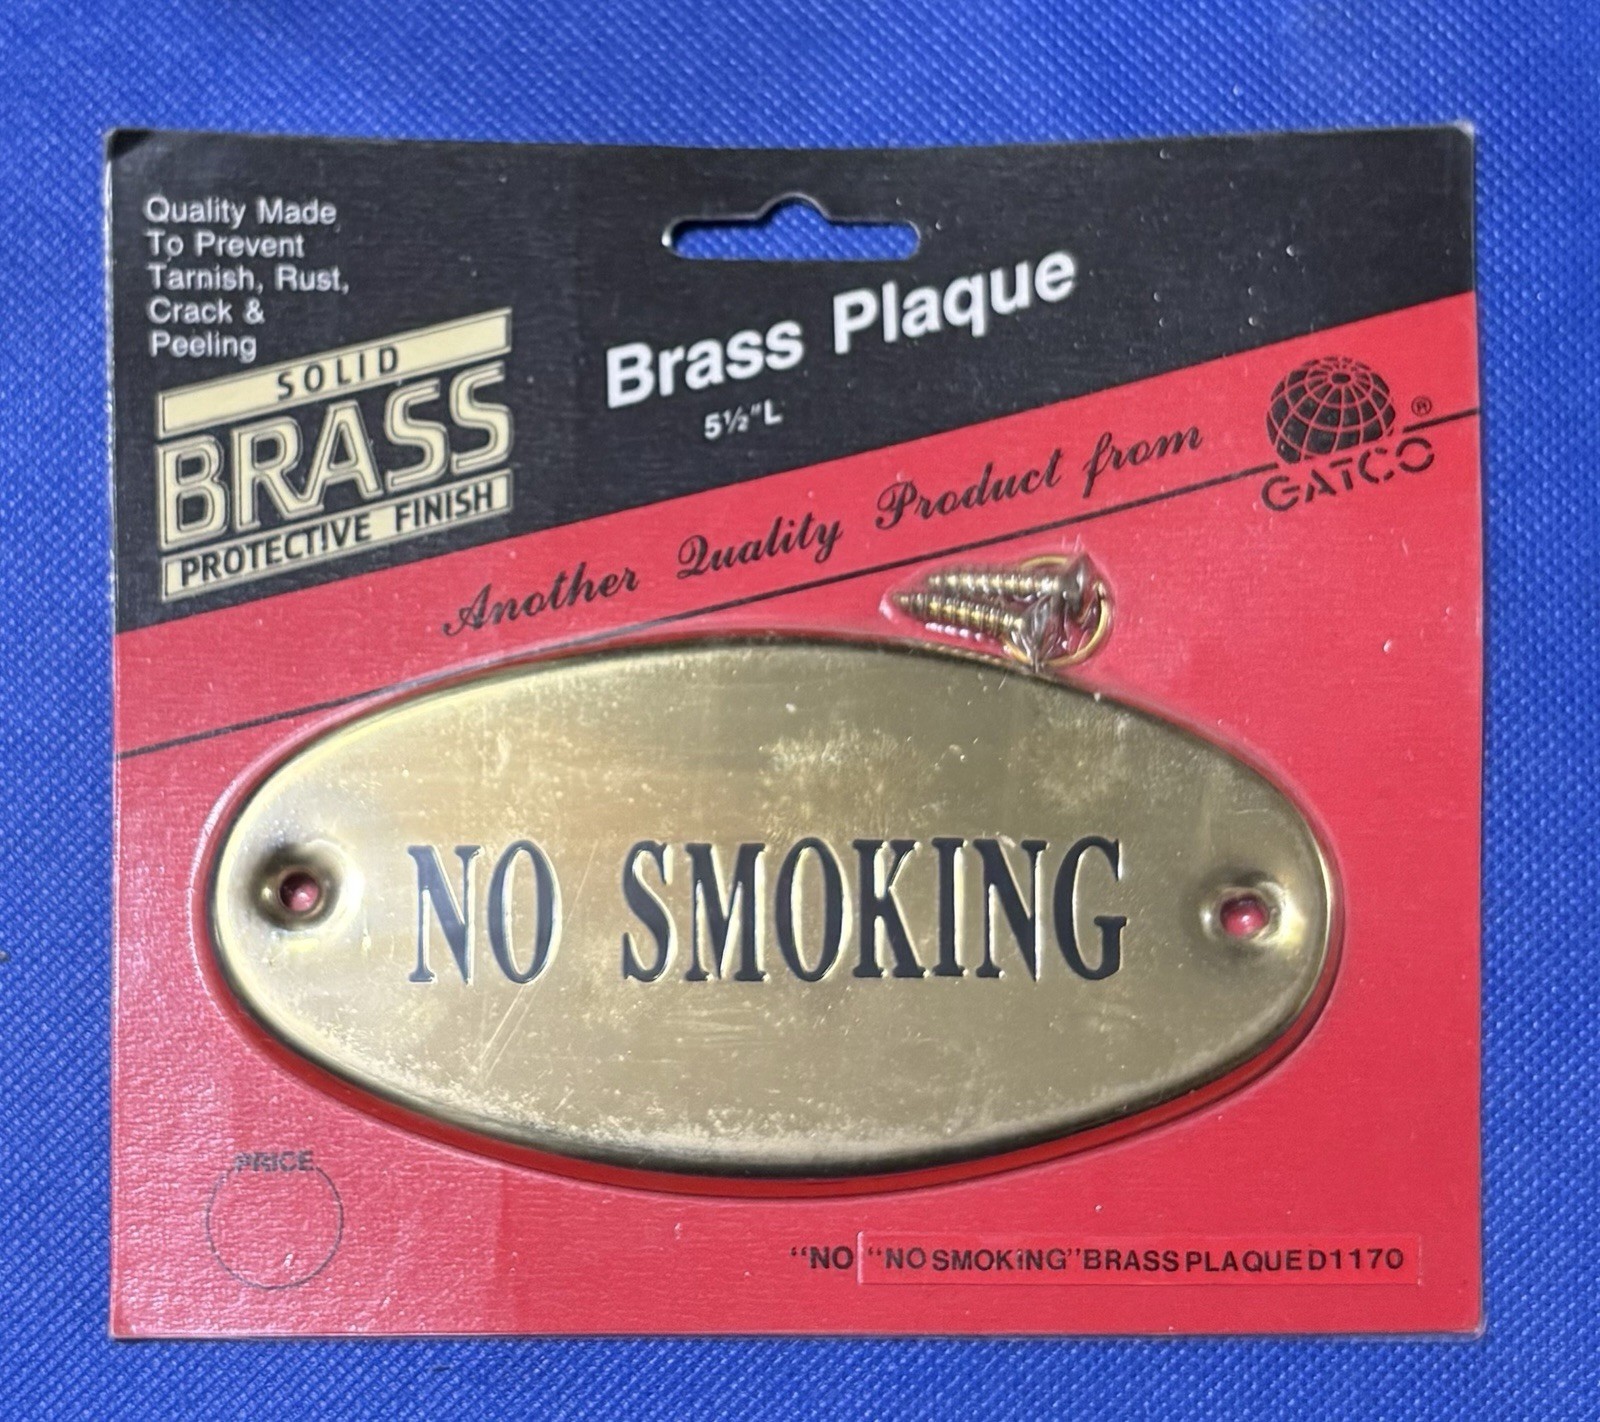 Quality Made
To Prevent
Tarnish, Rust,
Crack &
Peeling
SOLID
BRASS
PROTECTIVE FINISH
Brass Plaque
5½"L
Another Quality Product from
GATCO
®
NO SMOKING
PRICE
“NO “NO SMOKING” BRASS PLAQUE D1170